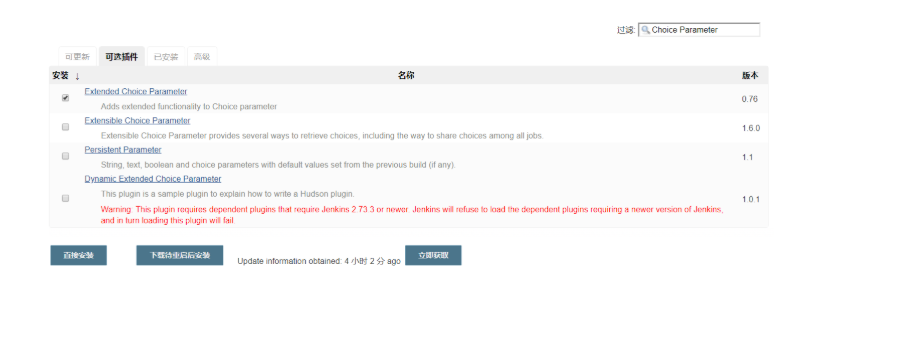 过滤: Choice Parameter
可更新 可选插件 已安装 高级
安装 ↓ 名称 版本
Extended Choice Parameter
Adds extended functionality to Choice parameter
0.76
Extensible Choice Parameter
Extensible Choice Parameter provides several ways to retrieve choices, including the way to share choices among all jobs.
1.6.0
Persistent Parameter
String, text, boolean and choice parameters with default values set from the previous build (if any).
1.1
Dynamic Extended Choice Parameter
This plugin is a sample plugin to explain how to write a Hudson plugin.
Warning: This plugin requires dependent plugins that require Jenkins 2.73.3 or newer. Jenkins will refuse to load the dependent plugins requiring a newer version of Jenkins,
and in turn loading this plugin will fail.
1.0.1
直接安装 下载待重启后安装 Update information obtained: 4 小时 2 分 ago 立即获取